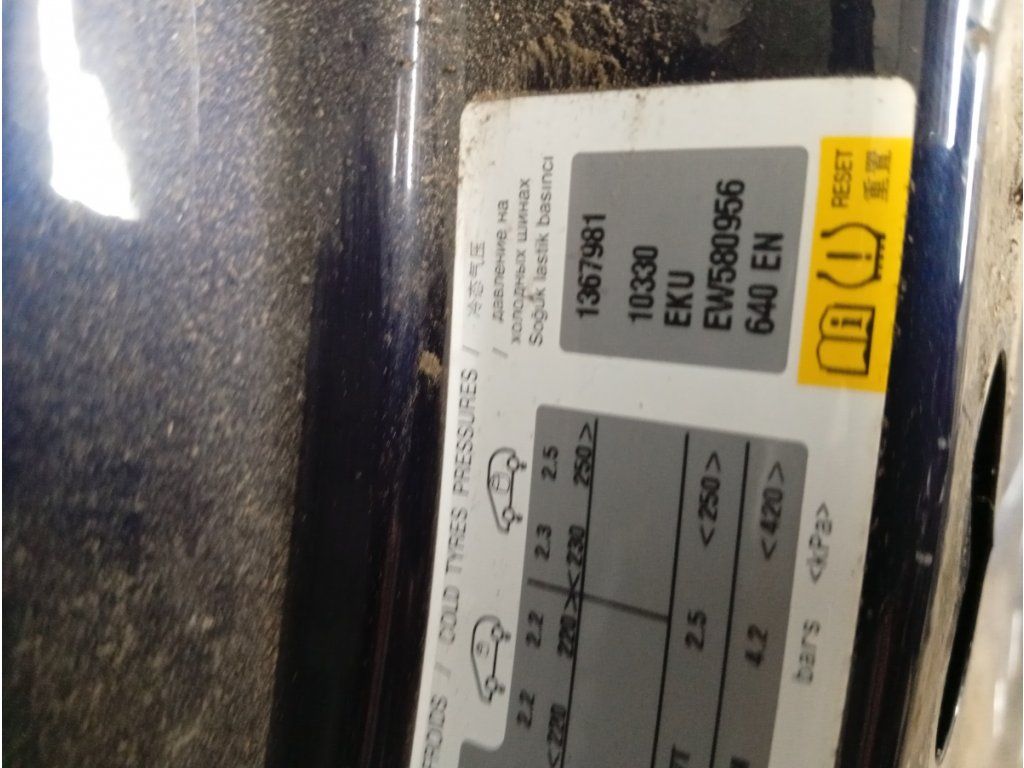 FROIDS / COLD TYRES PRESSURES / 冷态气压
/ давление на
холодных шинах
Soğuk lastik basıncı
2.2 2.2 2.3 2.5
<220 220><230 250>
2.5 <250>
4.2 <420>
bars <kPa>
1367981
10330
EKU
EW580956
640 EN
RESET
重置